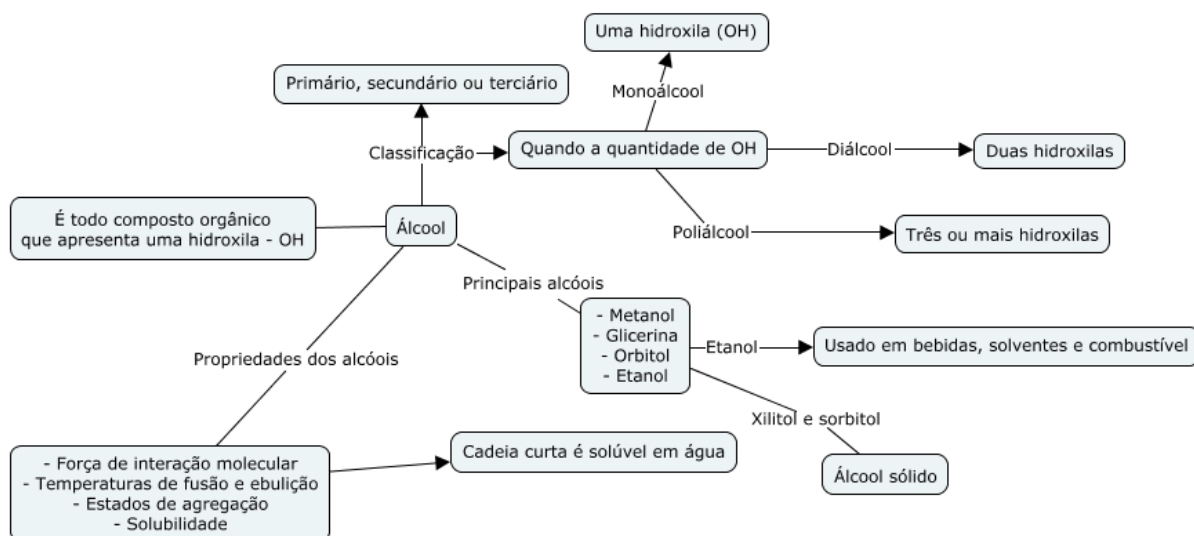 Uma hidroxila (OH)
Monoálcool
Primário, secundário ou terciário
Classificação
Quando a quantidade de OH
Diálcool
Duas hidroxilas
É todo composto orgânico
que apresenta uma hidroxila - OH
Álcool
Poliálcool
Três ou mais hidroxilas
Principais alcóois
- Metanol
- Glicerina
- Orbitol
- Etanol
Etanol
Usado em bebidas, solventes e combustível
Xilitol e sorbitol
Álcool sólido
Propriedades dos alcóois
- Força de interação molecular
- Temperaturas de fusão e ebulição
- Estados de agregação
- Solubilidade
Cadeia curta é solúvel em água